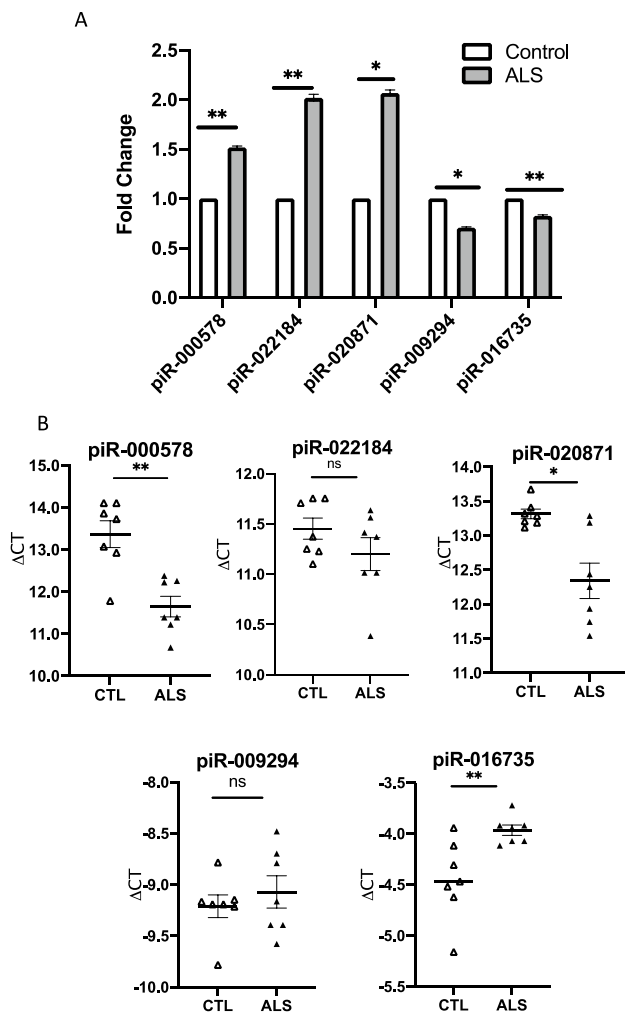 A
Control
ALS
**
**
*
*
**
Fold Change
2.5
2.0
1.5
1.0
0.5
0.0
piR-000578
piR-022184
piR-020871
piR-009294
piR-016735
B
piR-000578
**
ΔCT
15.0
14.0
13.0
12.0
11.0
10.0
CTL ALS
piR-022184
ns
ΔCT
12.0
11.5
11.0
10.5
10.0
CTL ALS
piR-020871
*
ΔCT
14.0
13.5
13.0
12.5
12.0
11.5
11.0
CTL ALS
piR-009294
ns
ΔCT
-8.0
-8.5
-9.0
-9.5
-10.0
CTL ALS
piR-016735
**
ΔCT
-3.5
-4.0
-4.5
-5.0
-5.5
CTL ALS